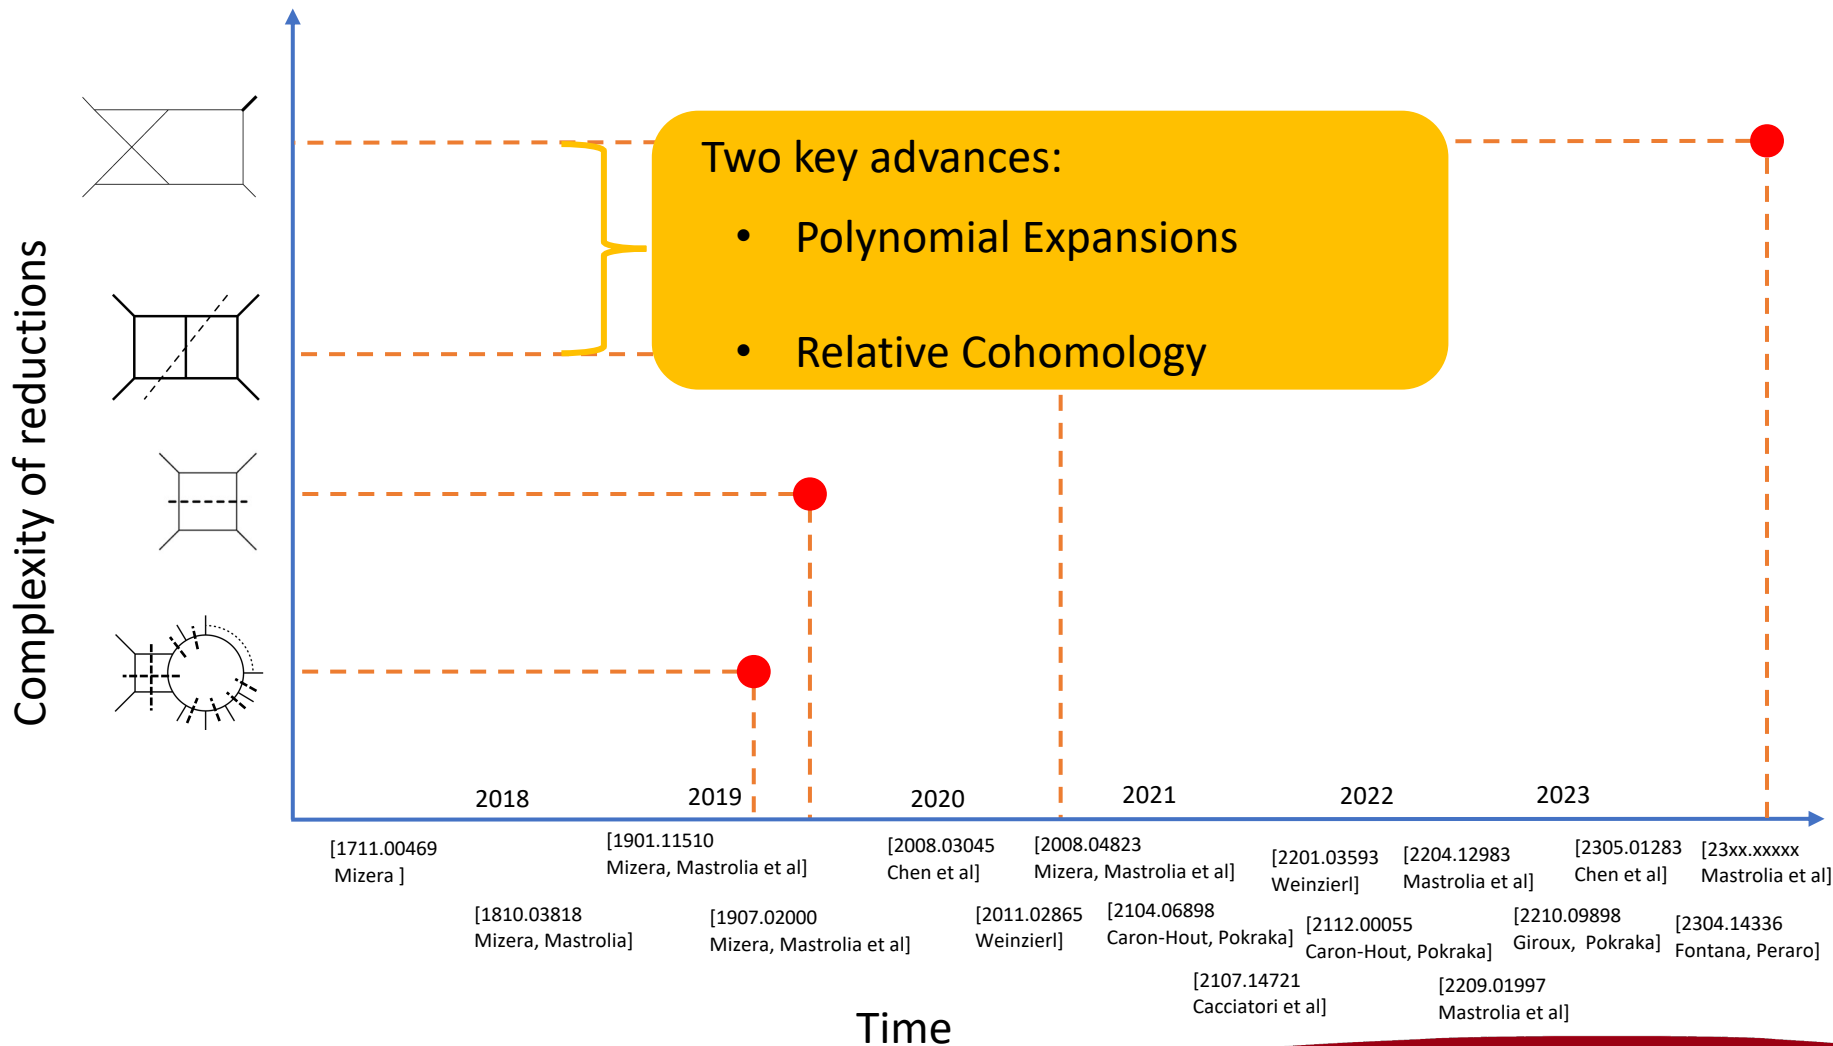 Two key advances:
• Polynomial Expansions
• Relative Cohomology
Complexity of reductions
2018
2019
2020
2021
2022
2023
[1711.00469
Mizera ]
[1901.11510
Mizera, Mastrolia et al]
[2008.03045
Chen et al]
[2008.04823
Mizera, Mastrolia et al]
[2201.03593
Weinzierl]
[2204.12983
Mastrolia et al]
[2305.01283
Chen et al]
[23xx.xxxxx
Mastrolia et al]
[1810.03818
Mizera, Mastrolia]
[1907.02000
Mizera, Mastrolia et al]
[2011.02865
Weinzierl]
[2104.06898
Caron-Hout, Pokraka]
[2112.00055
Caron-Hout, Pokraka]
[2210.09898
Giroux, Pokraka]
[2304.14336
Fontana, Peraro]
[2107.14721
Cacciatori et al]
[2209.01997
Mastrolia et al]
Time